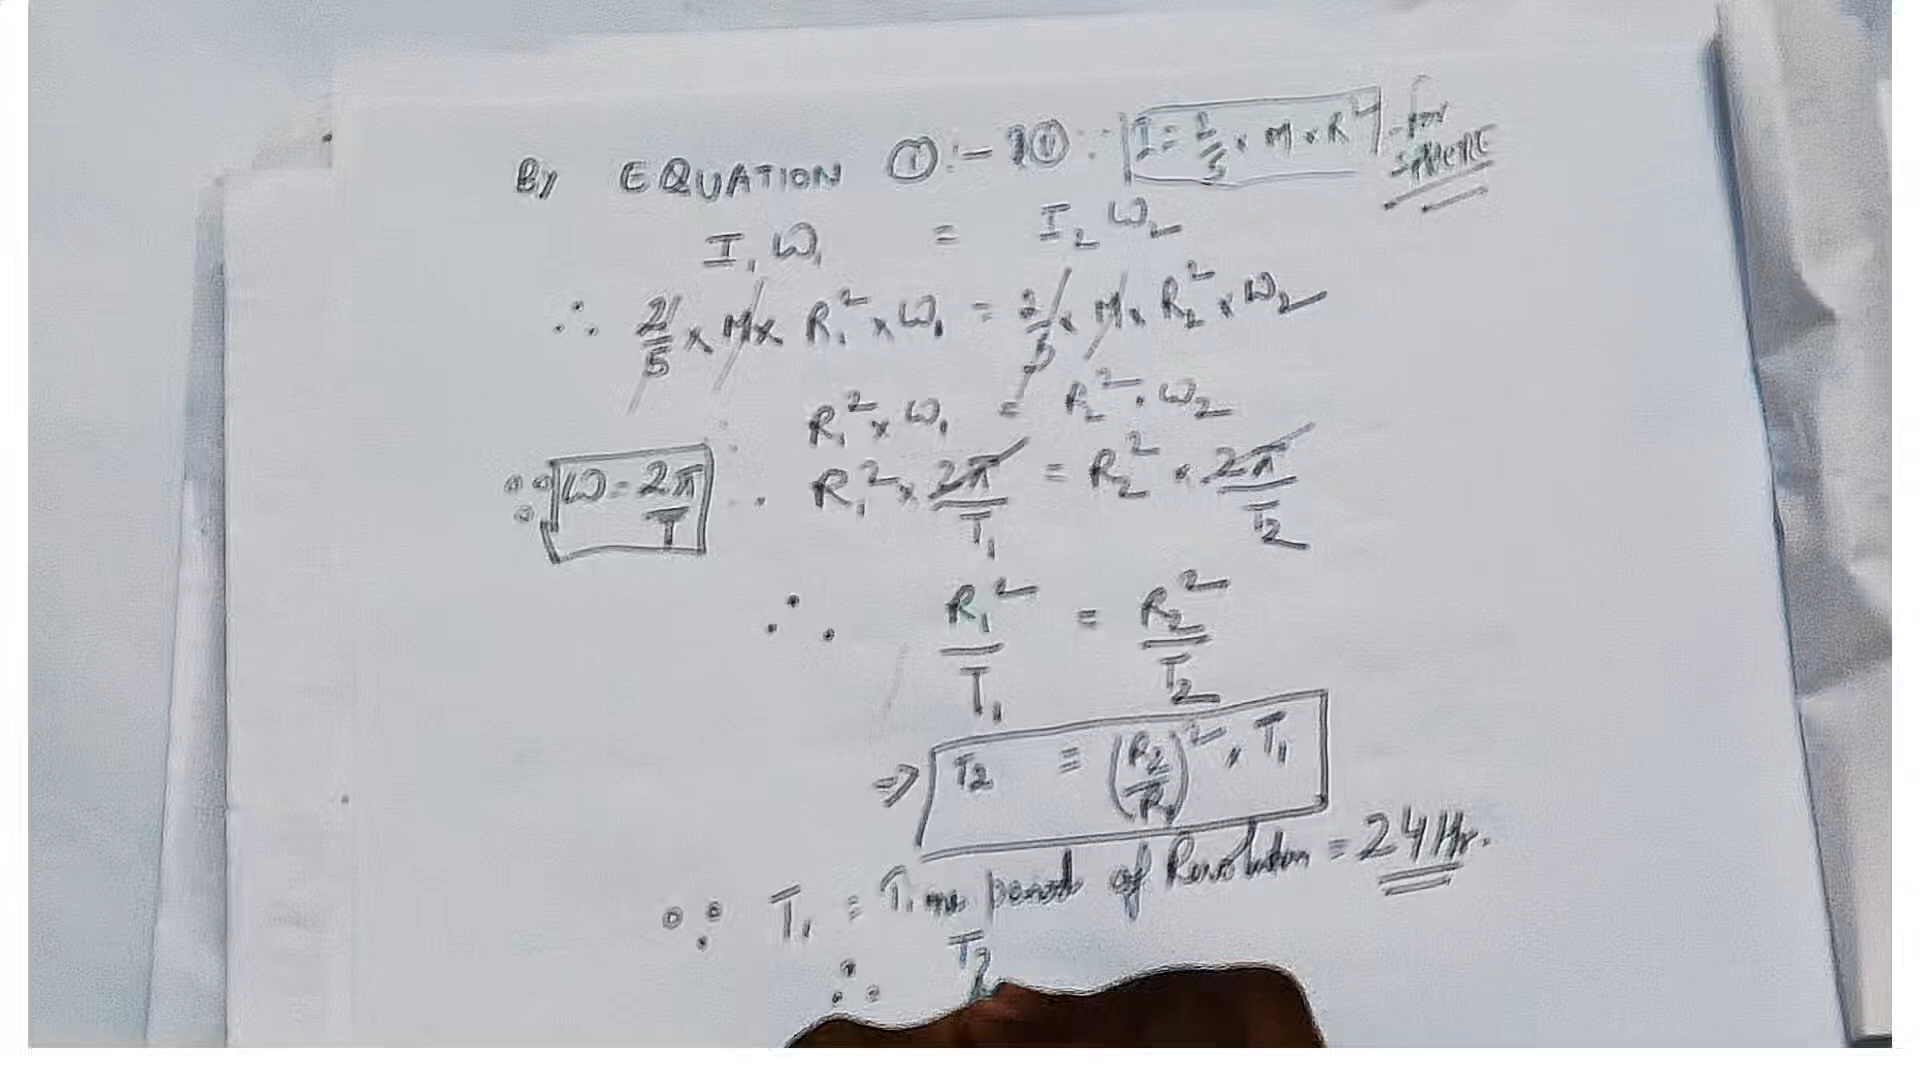 By EQUATION ①:- I = 2/5 × M × R² - for SPHERE
I₁ω₁ = I₂ω₂
∴ 2/5 × M × R₁² × ω₁ = 2/5 × M × R₂² × ω₂
R₁² × ω₁ = R₂² · ω₂
∵ ω = 2π/T . R₁² × 2π/T₁ = R₂² × 2π/T₂
∴ R₁²/T₁ = R₂²/T₂
⇒ T₂ = (R₂/R₁)² · T₁
∵ T₁ = Time period of Revolution = 24 Hr.
∴ T₂